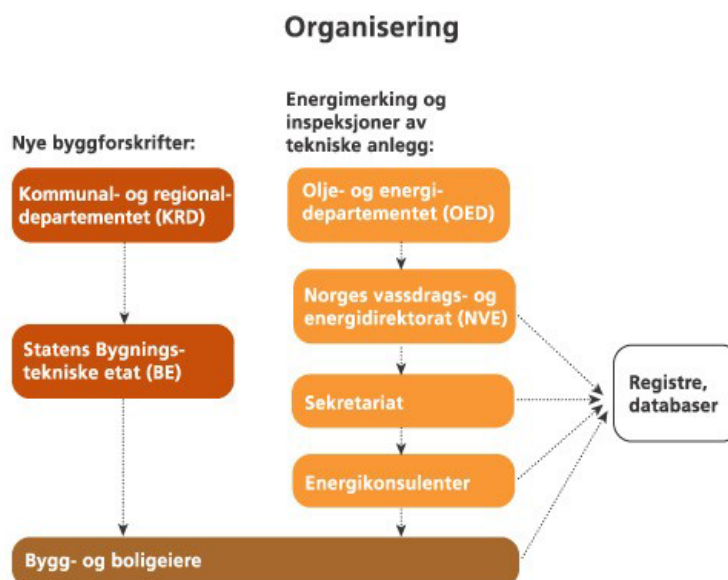 Organisering
Nye byggforskrifter:
Kommunal- og regional-
departementet (KRD)
Statens Bygnings-
tekniske etat (BE)
Energimerking og
inspeksjoner av
tekniske anlegg:
Olje- og energi-
departementet (OED)
Norges vassdrags- og
energidirektorat (NVE)
Sekretariat
Energikonsulenter
Registre,
databaser
Bygg- og boligeiere